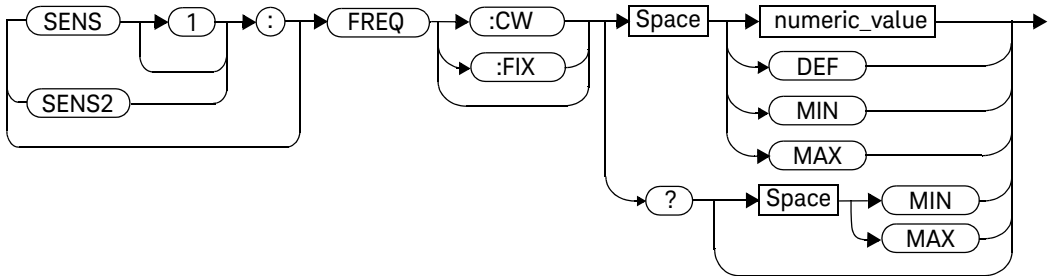 SENS 1 : FREQ :CW Space numeric_value
:FIX DEF
SENS2 MIN
MAX
? Space MIN
MAX